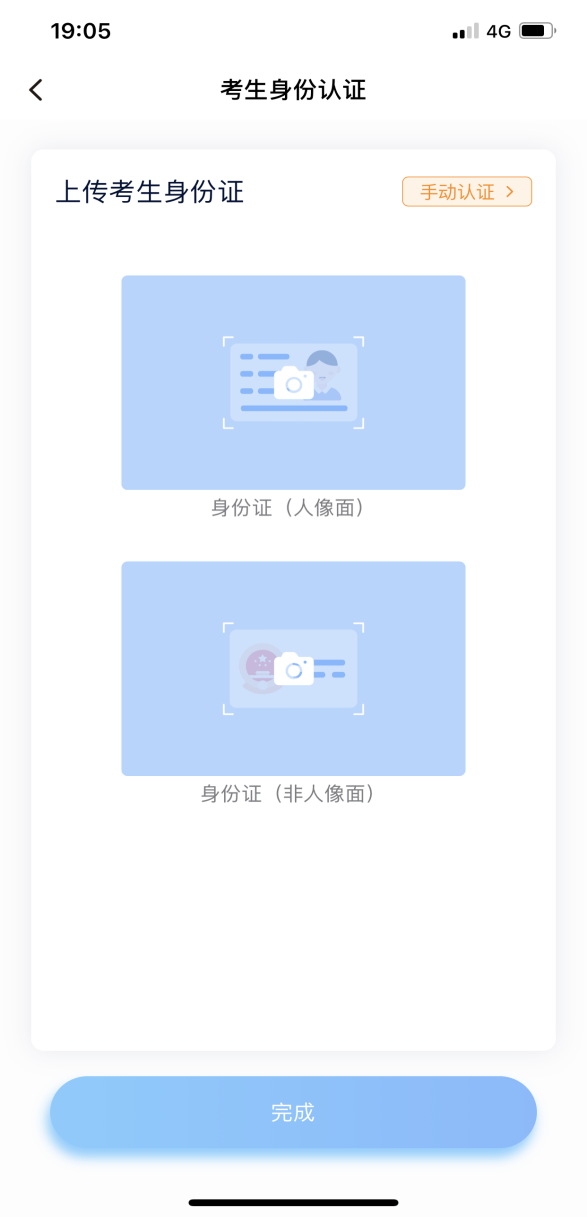 19:05
4G
考生身份认证
上传考生身份证
手动认证
身份证（人像面）
身份证（非人像面）
完成